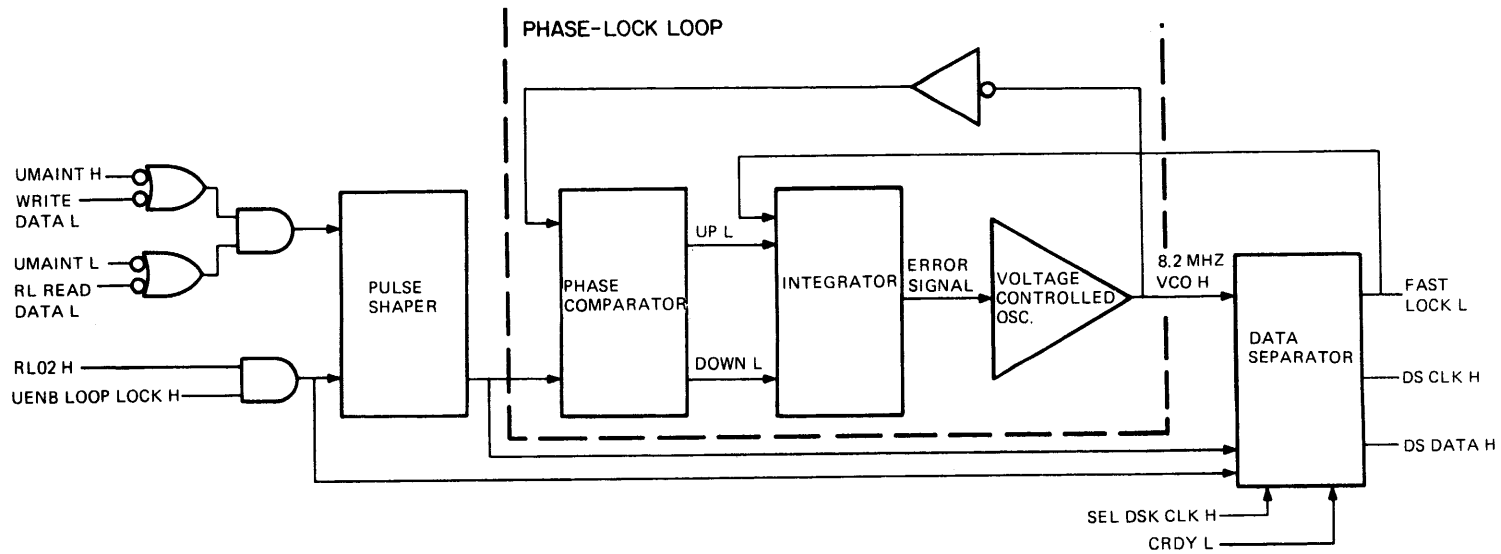 PHASE-LOCK LOOP
UMAINT H
WRITE
DATA L
UMAINT L
RL READ
DATA L
RL02 H
UENB LOOP LOCK H
PULSE
SHAPER
PHASE
COMPARATOR
UP L
DOWN L
INTEGRATOR
ERROR
SIGNAL
VOLTAGE
CONTROLLED
OSC.
8.2 MHZ
VCO H
DATA
SEPARATOR
FAST
LOCK L
DS CLK H
DS DATA H
SEL DSK CLK H
CRDY L